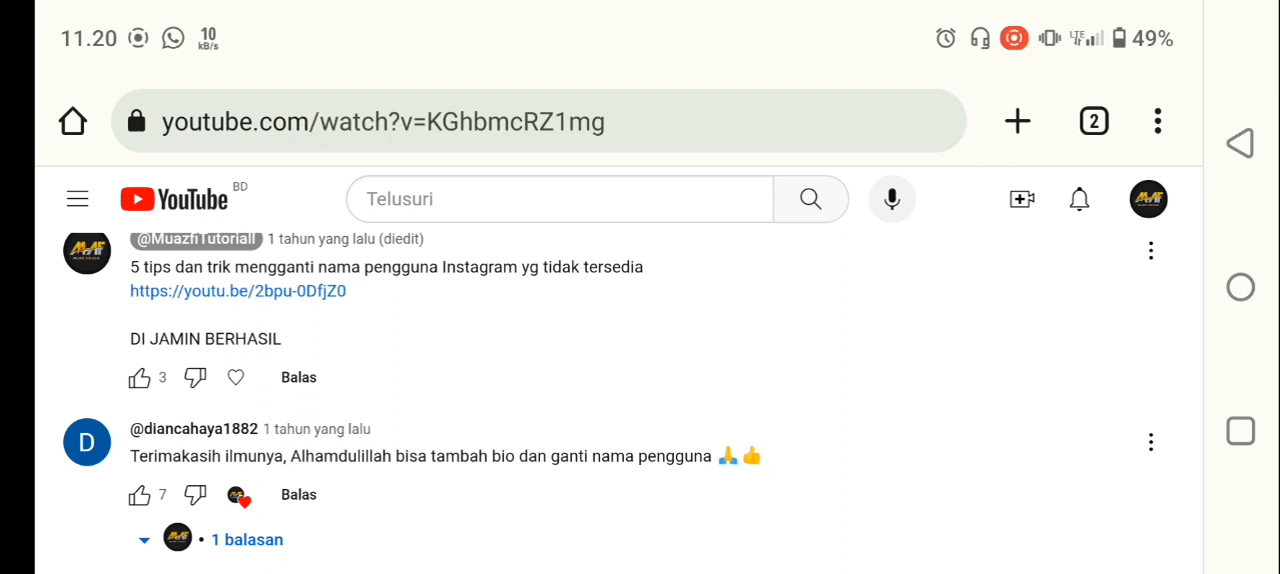 11.20 10 kB/s LTE 49%
youtube.com/watch?v=KGhbmcRZ1mg 2
YouTube BD Telusuri MAF
@MuazfiTutoriall 1 tahun yang lalu (diedit)
5 tips dan trik mengganti nama pengguna Instagram yg tidak tersedia
https://youtu.be/2bpu-0DfjZ0
DI JAMIN BERHASIL
3 Balas
D @diancahaya1882 1 tahun yang lalu
Terimakasih ilmunya, Alhamdulillah bisa tambah bio dan ganti nama pengguna 🙏👍
7 Balas
• 1 balasan